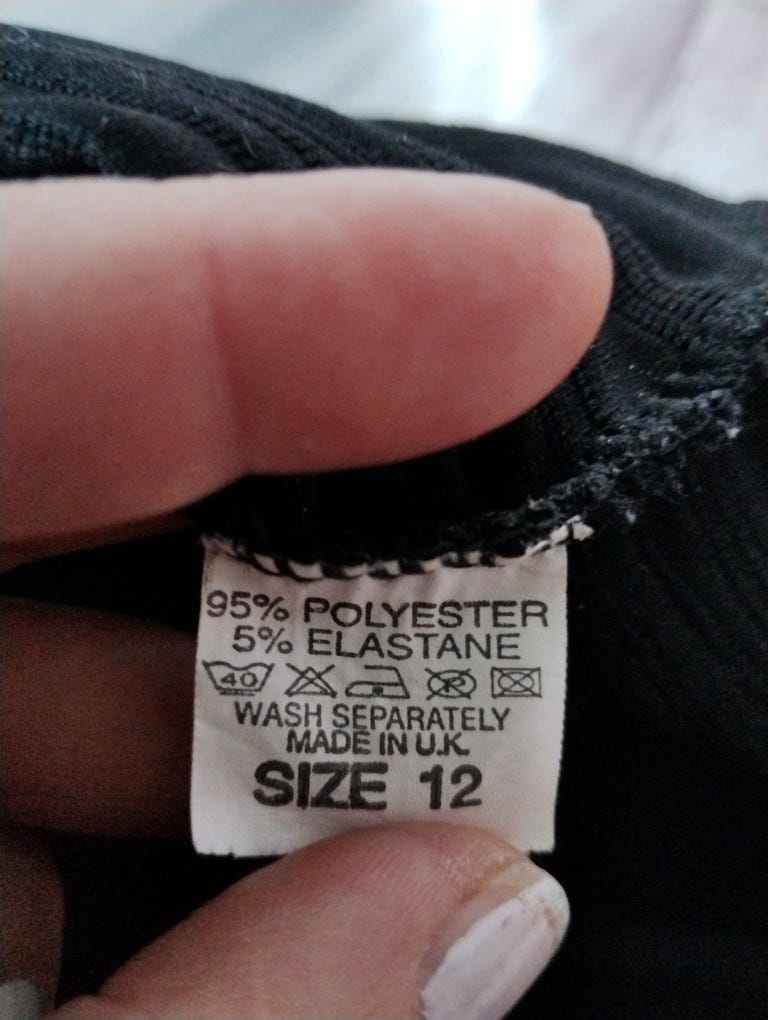 95% POLYESTER
5% ELASTANE
40 P
WASH SEPARATELY
MADE IN U.K.
SIZE 12